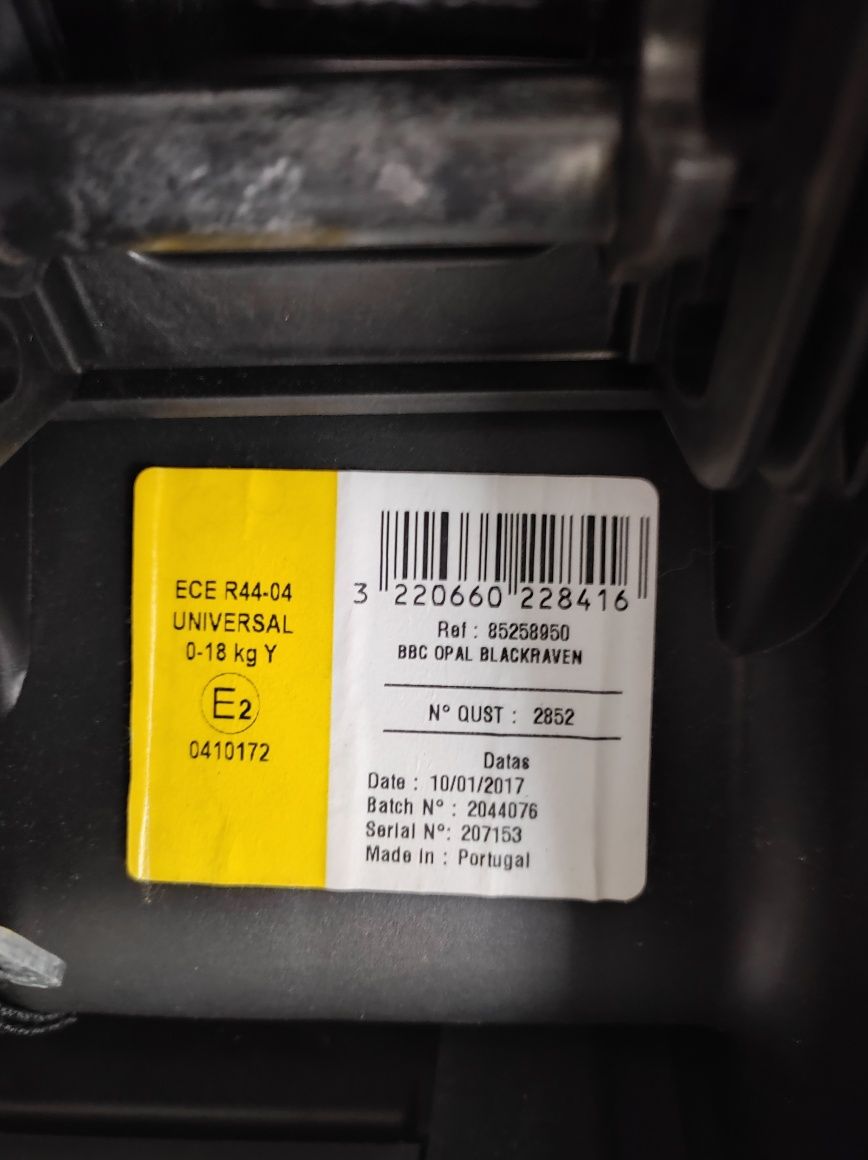 ECE R44-04
UNIVERSAL
0-18 kg Y
E2
0410172
3 220660 228416
Ref : 85258950
BBC OPAL BLACKRAVEN
N° QUST : 2852
Datas
Date : 10/01/2017
Batch N° : 2044076
Serial N°: 207153
Made In : Portugal